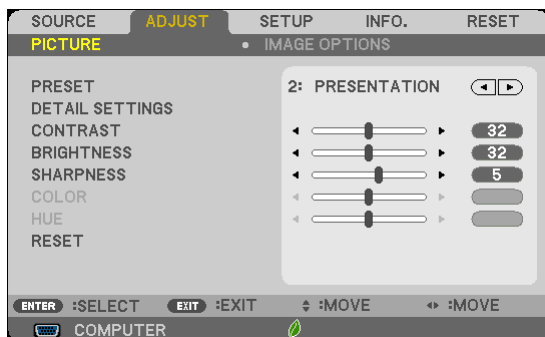 SOURCE ADJUST SETUP INFO. RESET
PICTURE • IMAGE OPTIONS
PRESET 2: PRESENTATION
DETAIL SETTINGS
CONTRAST 32
BRIGHTNESS 32
SHARPNESS 5
COLOR
HUE
RESET
ENTER :SELECT EXIT :EXIT :MOVE :MOVE
COMPUTER